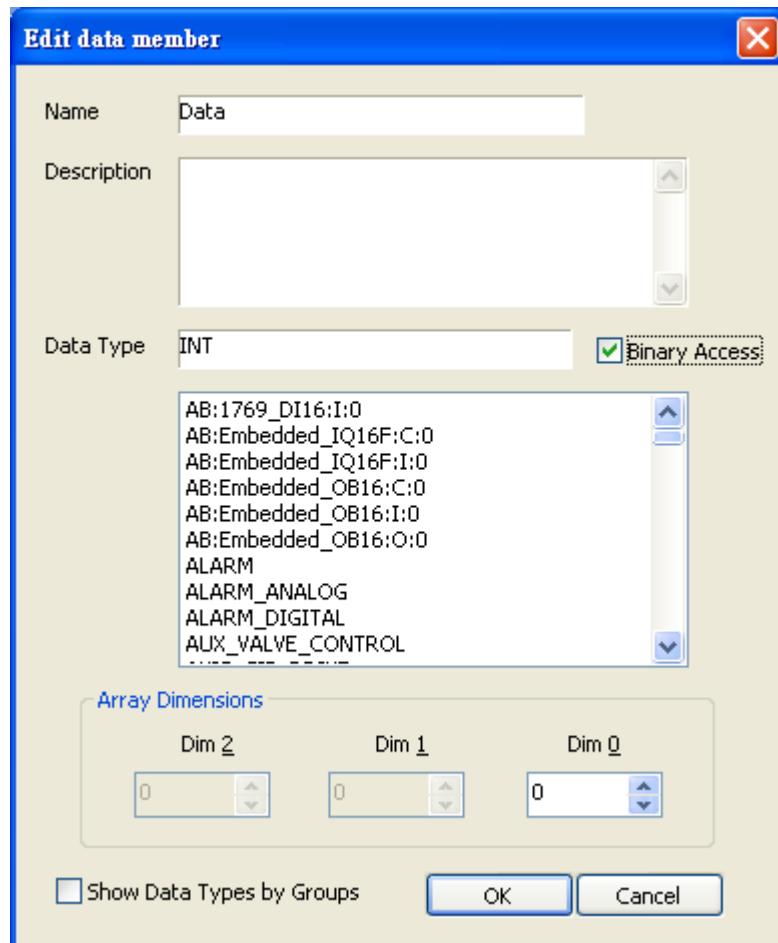 Edit data member
Name
Data
Description
Data Type
INT
Binary Access
AB:1769_DI16:I:0
AB:Embedded_IQ16F:C:0
AB:Embedded_IQ16F:I:0
AB:Embedded_OB16:C:0
AB:Embedded_OB16:I:0
AB:Embedded_OB16:O:0
ALARM
ALARM_ANALOG
ALARM_DIGITAL
AUX_VALVE_CONTROL
Array Dimensions
Dim 2 Dim 1 Dim 0
0 0 0
Show Data Types by Groups
OK Cancel